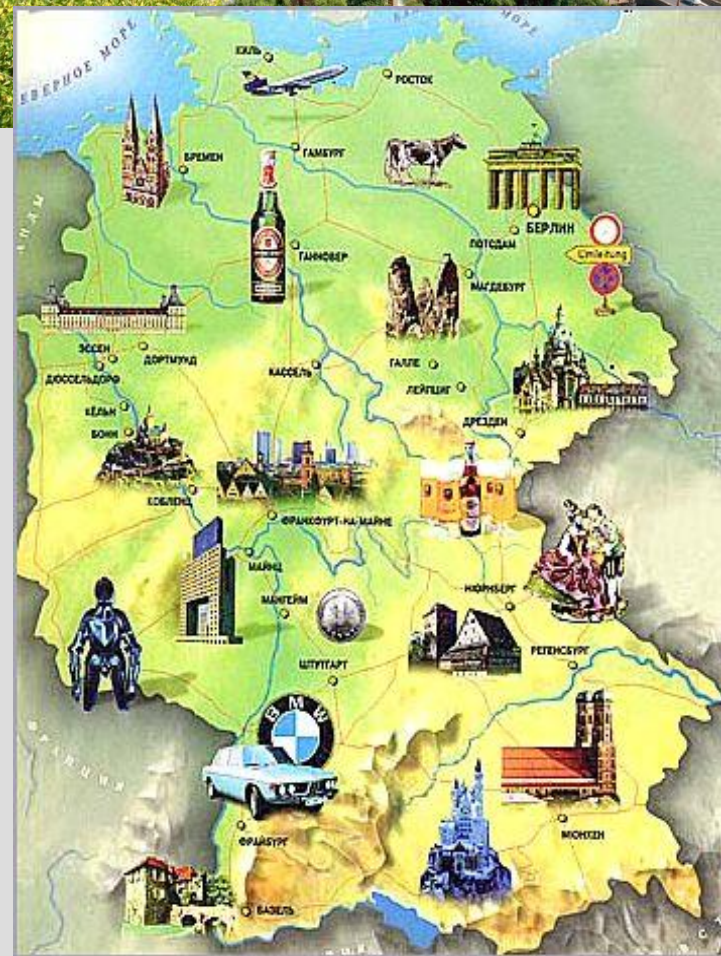 СЕВЕРНОЕ МОРЕ
МОРЕ
КИЛЬ
РОСТОК
ГАМБУРГ
БРЕМЕН
БЕРЛИН
ПОТСДАМ
Umleitung
ГАННОВЕР
МАГДЕБУРГ
ЭССЕН
ДОРТМУНД
ДЮССЕЛЬДОРФ
КАССЕЛЬ
ГАЛЛЕ
ЛЕЙПЦИГ
КЁЛЬН
БОНН
ДРЕЗДЕН
КОБЛЕНЦ
ФРАНКФУРТ-НА-МАЙНЕ
МАЙНЦ
МАНГЕЙМ
НЮРНБЕРГ
ШТУТГАРТ
РЕГЕНСБУРГ
BMW
ФРАНЦИЯ
ФРАЙБУРГ
МЮНХЕН
БАЗЕЛЬ